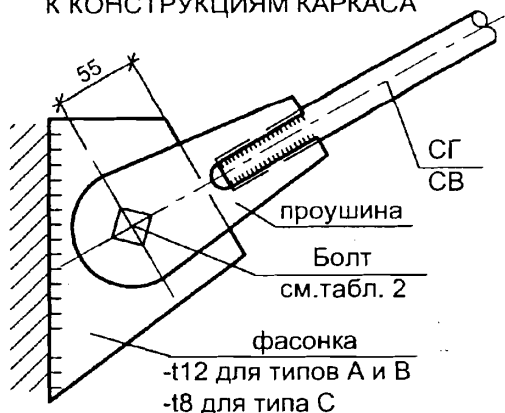 К КОНСТРУКЦИЯМ КАРКАСА
55
СГ
СВ
проушина
Болт
см.табл. 2
фасонка
-t12 для типов А и В
-t8 для типа С